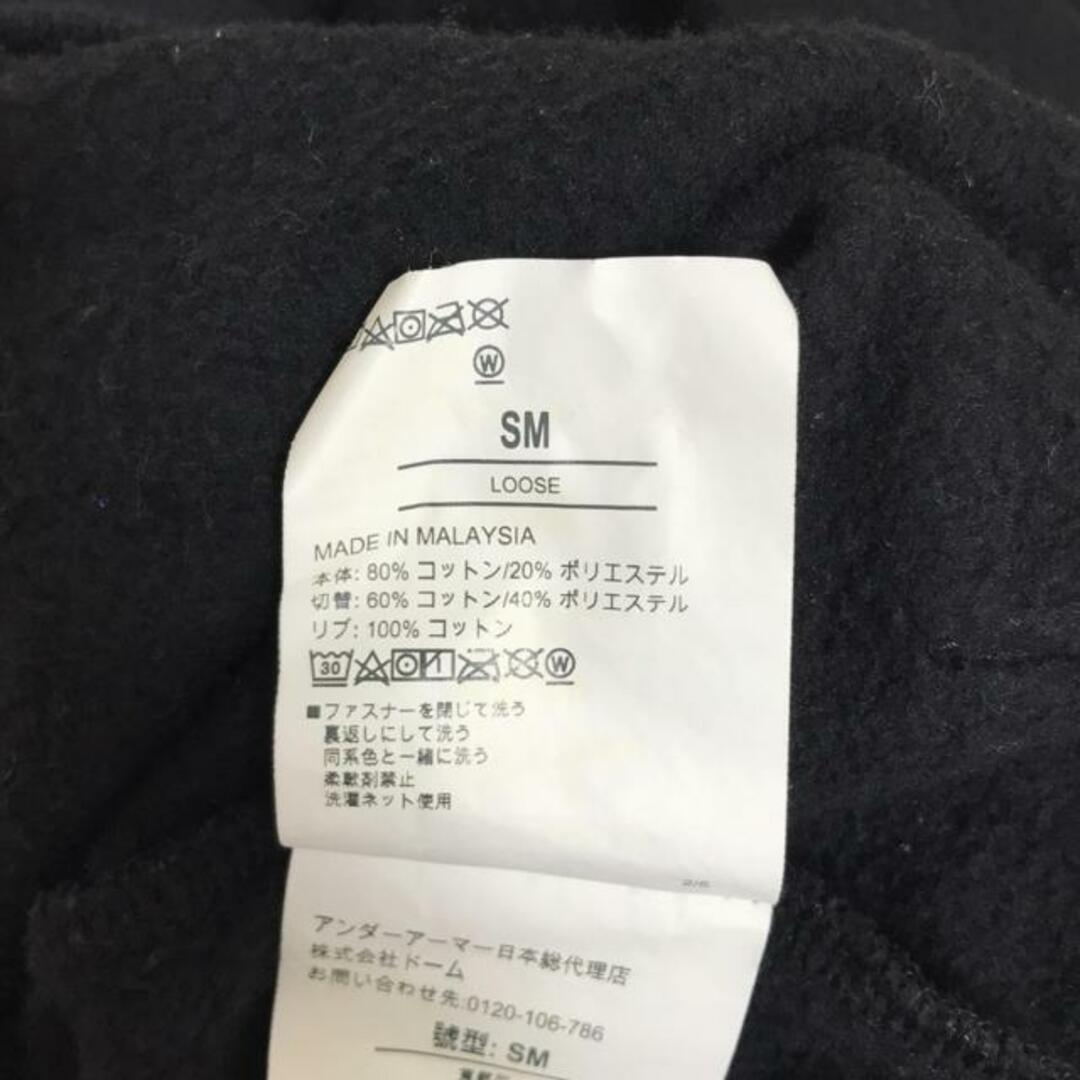 W
SM
LOOSE
MADE IN MALAYSIA
本体: 80% コットン/20% ポリエステル
切替: 60% コットン/40% ポリエステル
リブ: 100% コットン
30 W
■ファスナーを閉じて洗う
裏返しにして洗う
同系色と一緒に洗う
柔軟剤禁止
洗濯ネット使用
2/6
アンダーアーマー日本総代理店
株式会社ドーム
お問い合わせ先:0120-106-786
號型: SM